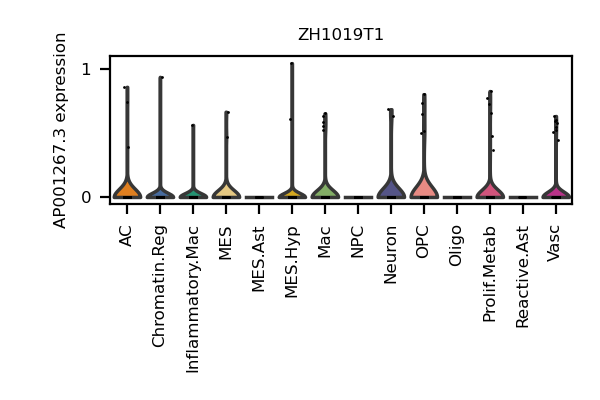 ZH1019T1
AP001267.3 expression
1
0
AC
Chromatin.Reg
Inflammatory.Mac
MES
MES.Ast
MES.Hyp
Mac
NPC
Neuron
OPC
Oligo
Prolif.Metab
Reactive.Ast
Vasc